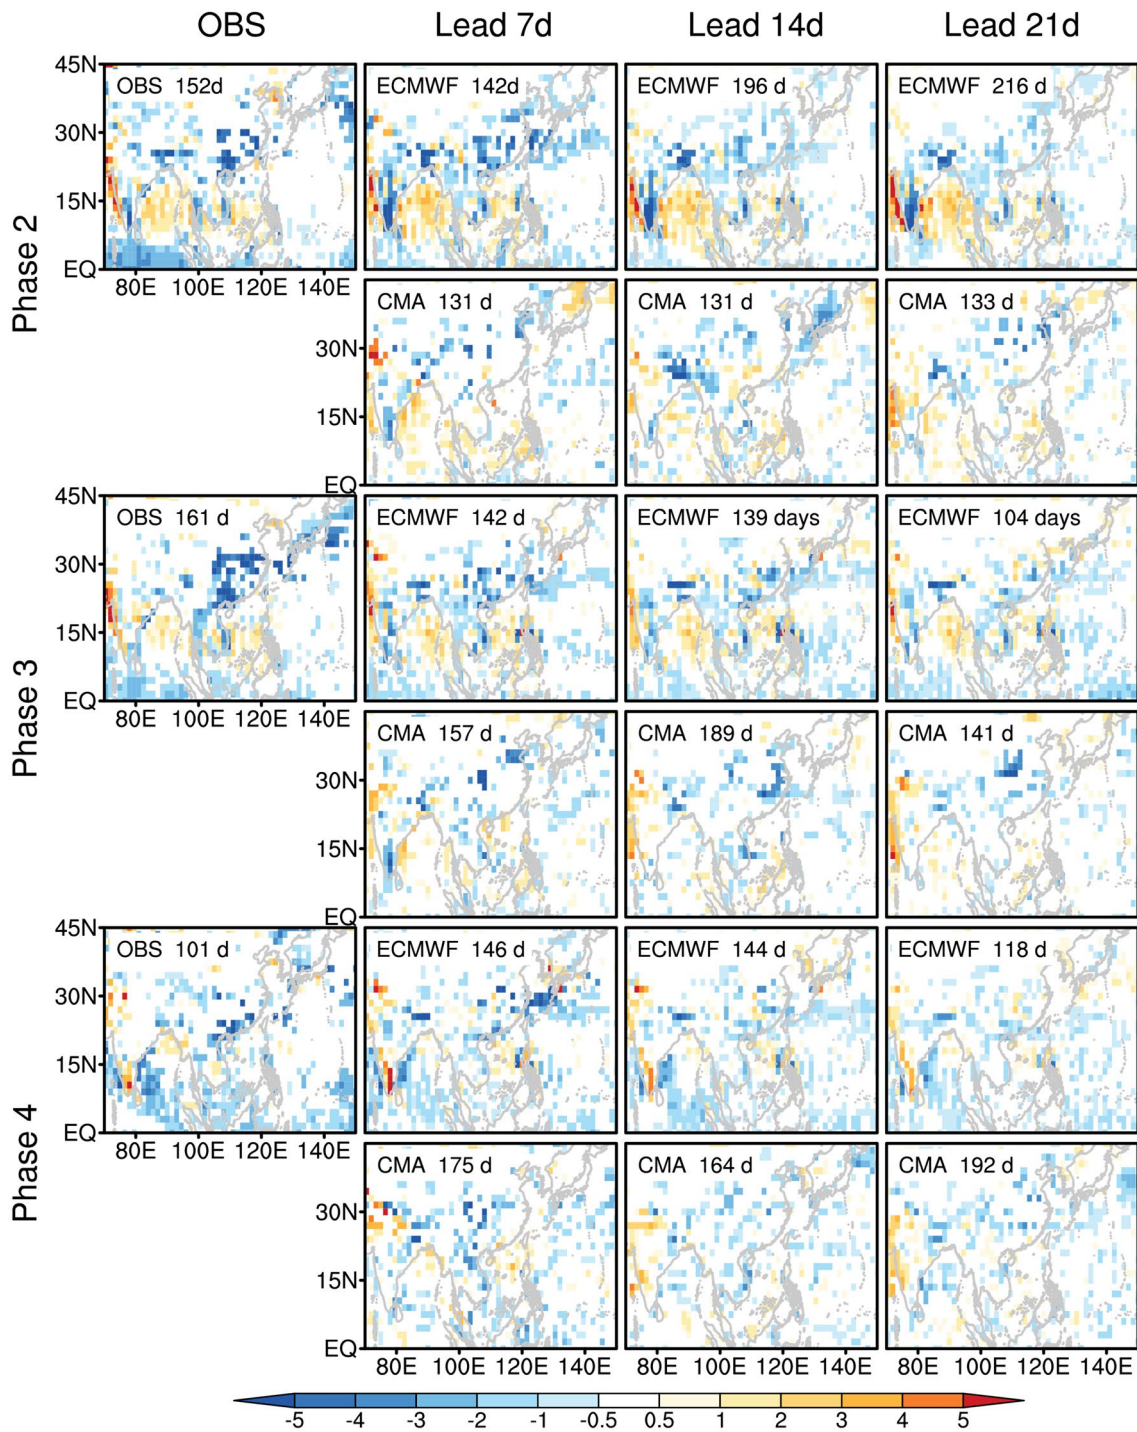 OBS Lead 7d Lead 14d Lead 21d
Phase 2
45N
30N
15N
EQ
OBS 152d
ECMWF 142d
ECMWF 196 d
ECMWF 216 d
80E 100E 120E 140E
30N
15N
EQ
CMA 131 d
CMA 131 d
CMA 133 d
Phase 3
45N
30N
15N
EQ
OBS 161 d
ECMWF 142 d
ECMWF 139 days
ECMWF 104 days
80E 100E 120E 140E
30N
15N
EQ
CMA 157 d
CMA 189 d
CMA 141 d
Phase 4
45N
30N
15N
EQ
OBS 101 d
ECMWF 146 d
ECMWF 144 d
ECMWF 118 d
80E 100E 120E 140E
30N
15N
EQ
CMA 175 d
CMA 164 d
CMA 192 d
80E 100E 120E 140E
80E 100E 120E 140E
80E 100E 120E 140E
-5 -4 -3 -2 -1 -0.5 0.5 1 2 3 4 5